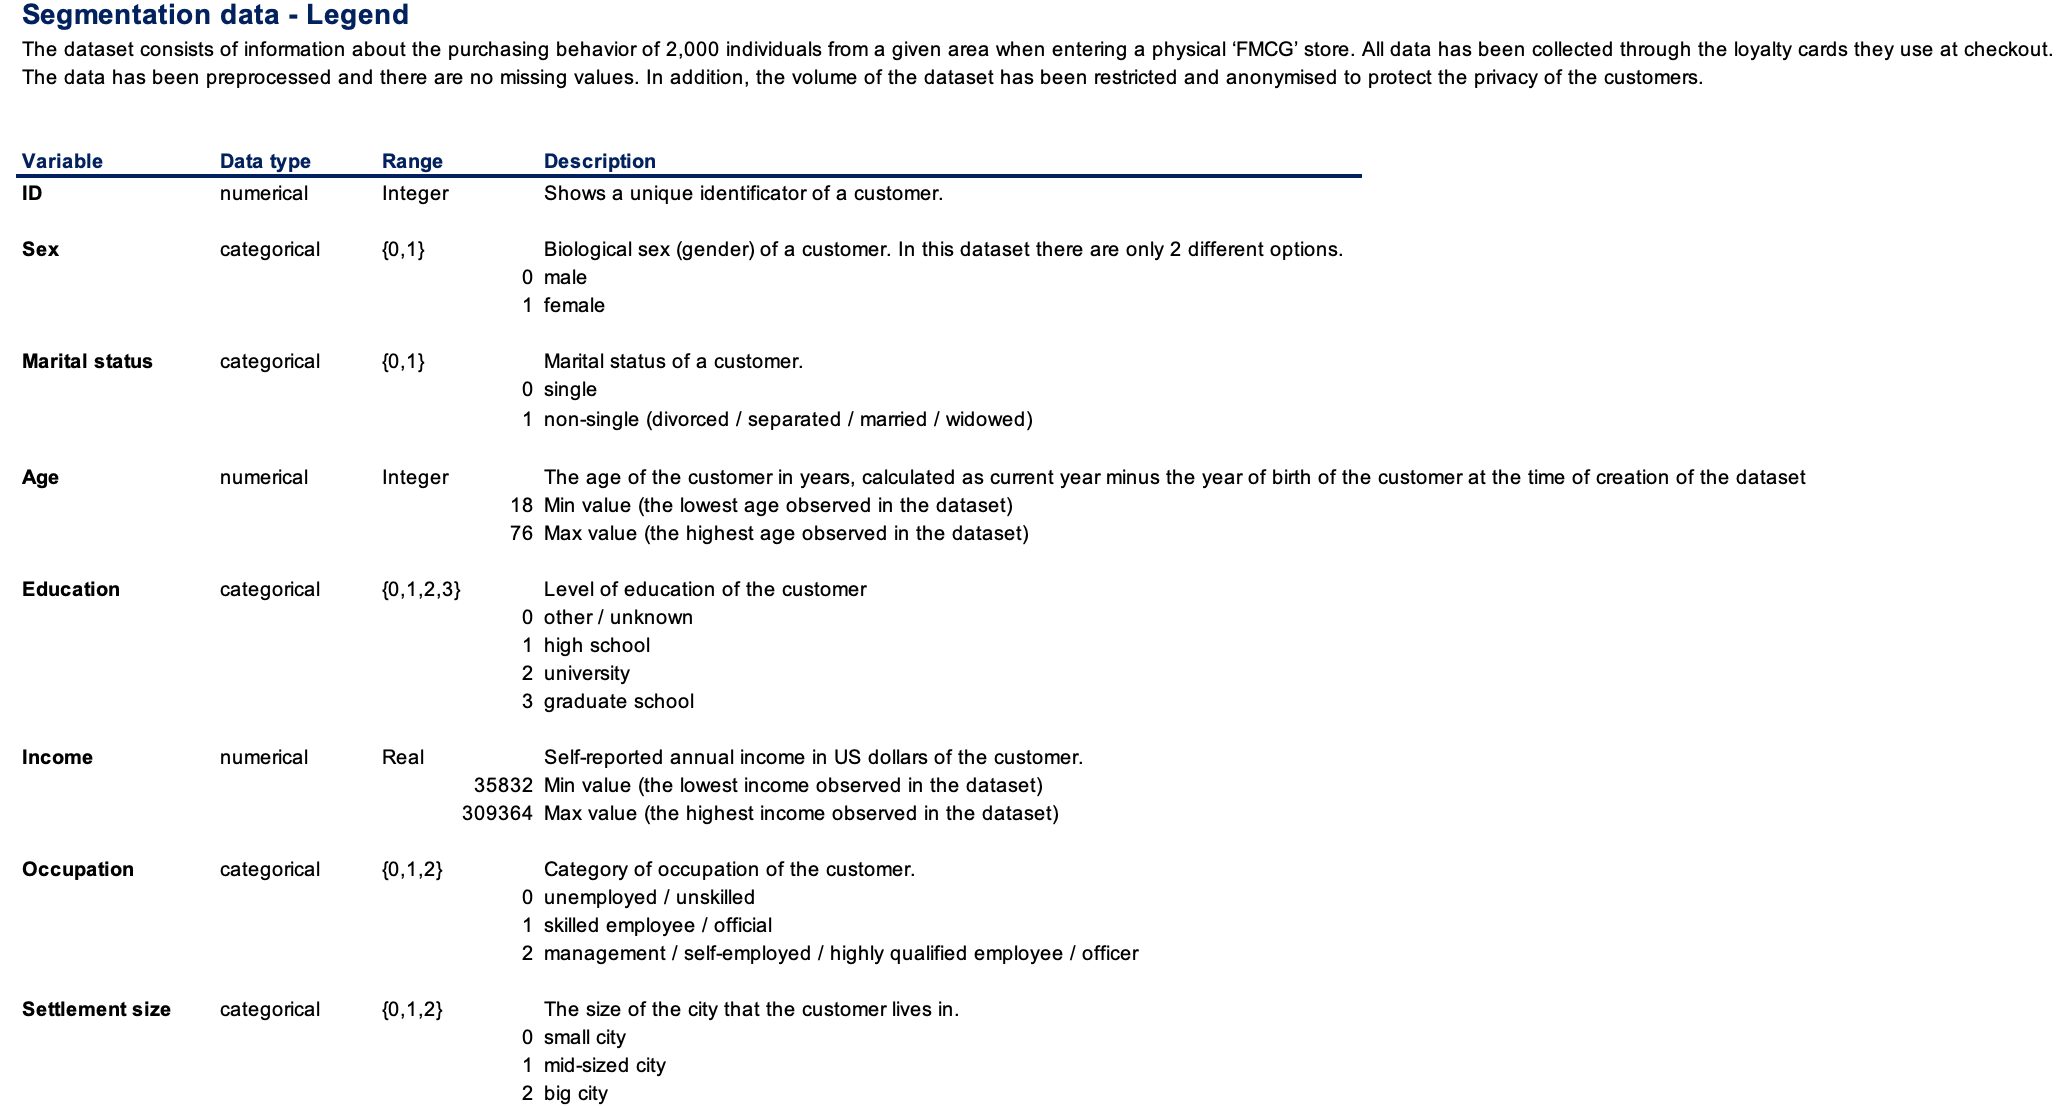 Segmentation data - Legend
The dataset consists of information about the purchasing behavior of 2,000 individuals from a given area when entering a physical ‘FMCG’ store. All data has been collected through the loyalty cards they use at checkout.
The data has been preprocessed and there are no missing values. In addition, the volume of the dataset has been restricted and anonymised to protect the privacy of the customers.
Variable Data type Range Description
ID numerical Integer Shows a unique identificator of a customer.
Sex categorical {0,1} Biological sex (gender) of a customer. In this dataset there are only 2 different options.
0 male
1 female
Marital status categorical {0,1} Marital status of a customer.
0 single
1 non-single (divorced / separated / married / widowed)
Age numerical Integer The age of the customer in years, calculated as current year minus the year of birth of the customer at the time of creation of the dataset
18 Min value (the lowest age observed in the dataset)
76 Max value (the highest age observed in the dataset)
Education categorical {0,1,2,3} Level of education of the customer
0 other / unknown
1 high school
2 university
3 graduate school
Income numerical Real Self-reported annual income in US dollars of the customer.
35832 Min value (the lowest income observed in the dataset)
309364 Max value (the highest income observed in the dataset)
Occupation categorical {0,1,2} Category of occupation of the customer.
0 unemployed / unskilled
1 skilled employee / official
2 management / self-employed / highly qualified employee / officer
Settlement size categorical {0,1,2} The size of the city that the customer lives in.
0 small city
1 mid-sized city
2 big city